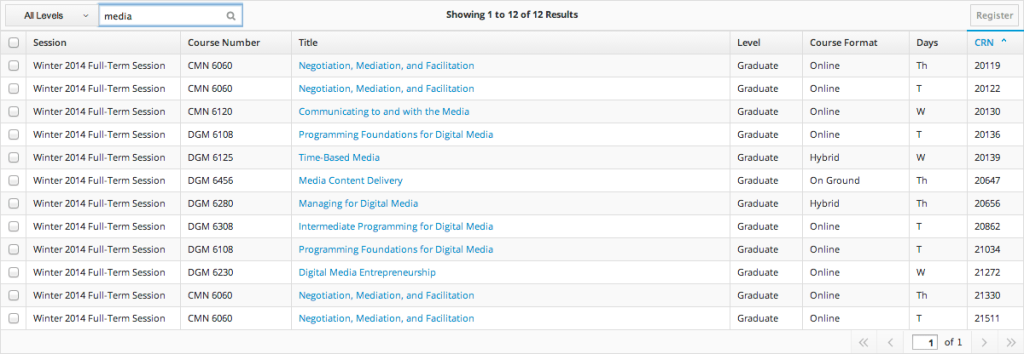 All Levels media Showing 1 to 12 of 12 Results Register
Session Course Number Title Level Course Format Days CRN
Winter 2014 Full-Term Session CMN 6060 Negotiation, Mediation, and Facilitation Graduate Online Th 20119
Winter 2014 Full-Term Session CMN 6060 Negotiation, Mediation, and Facilitation Graduate Online T 20122
Winter 2014 Full-Term Session CMN 6120 Communicating to and with the Media Graduate Online W 20130
Winter 2014 Full-Term Session DGM 6108 Programming Foundations for Digital Media Graduate Online T 20136
Winter 2014 Full-Term Session DGM 6125 Time-Based Media Graduate Hybrid W 20139
Winter 2014 Full-Term Session DGM 6456 Media Content Delivery Graduate On Ground Th 20647
Winter 2014 Full-Term Session DGM 6280 Managing for Digital Media Graduate Hybrid Th 20656
Winter 2014 Full-Term Session DGM 6308 Intermediate Programming for Digital Media Graduate Online T 20862
Winter 2014 Full-Term Session DGM 6108 Programming Foundations for Digital Media Graduate Online T 21034
Winter 2014 Full-Term Session DGM 6230 Digital Media Entrepreneurship Graduate Online W 21272
Winter 2014 Full-Term Session CMN 6060 Negotiation, Mediation, and Facilitation Graduate Online Th 21330
Winter 2014 Full-Term Session CMN 6060 Negotiation, Mediation, and Facilitation Graduate Online T 21511
1 of 1